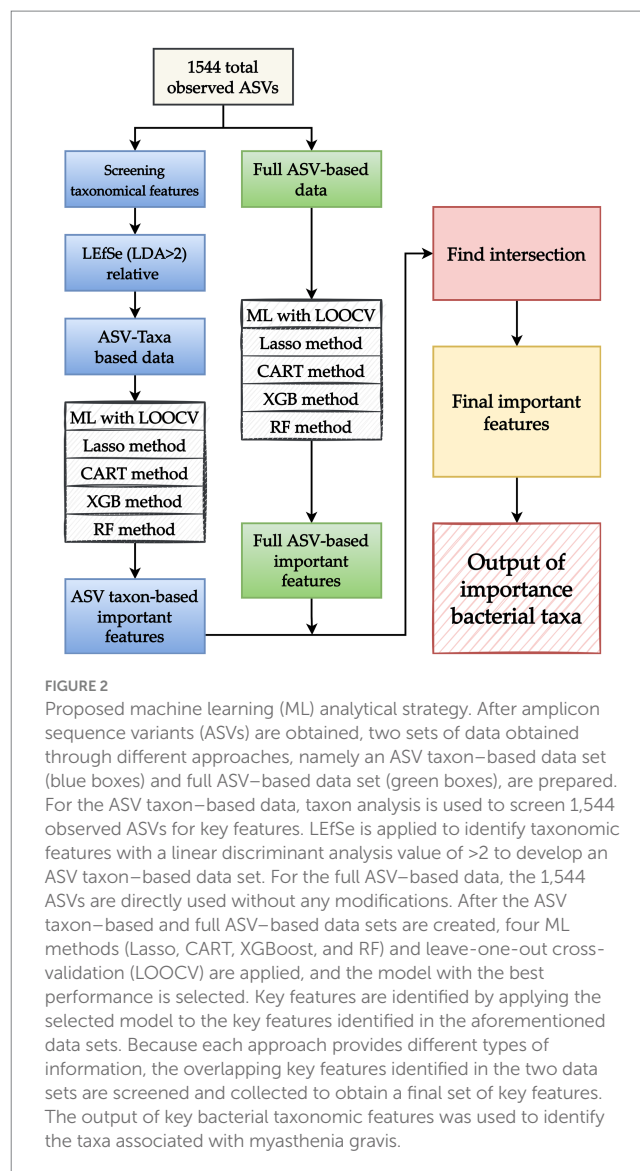 1544 total
observed ASVs
Screening
taxonomical features
LEfSe (LDA>2)
relative
ASV-Taxa
based data
ML with LOOCV
Lasso method
CART method
XGB method
RF method
ASV taxon-based
important
features
Full ASV-based
data
ML with LOOCV
Lasso method
CART method
XGB method
RF method
Full ASV-based
important
features
Find intersection
Final important
features
Output of
importance
bacterial taxa
FIGURE 2
Proposed machine learning (ML) analytical strategy. After amplicon
sequence variants (ASVs) are obtained, two sets of data obtained
through different approaches, namely an ASV taxon–based data set
(blue boxes) and full ASV–based data set (green boxes), are prepared.
For the ASV taxon–based data, taxon analysis is used to screen 1,544
observed ASVs for key features. LEfSe is applied to identify taxonomic
features with a linear discriminant analysis value of >2 to develop an
ASV taxon–based data set. For the full ASV–based data, the 1,544
ASVs are directly used without any modifications. After the ASV
taxon–based and full ASV–based data sets are created, four ML
methods (Lasso, CART, XGBoost, and RF) and leave-one-out cross-
validation (LOOCV) are applied, and the model with the best
performance is selected. Key features are identified by applying the
selected model to the key features identified in the aforementioned
data sets. Because each approach provides different types of
information, the overlapping key features identified in the two data
sets are screened and collected to obtain a final set of key features.
The output of key bacterial taxonomic features was used to identify
the taxa associated with myasthenia gravis.